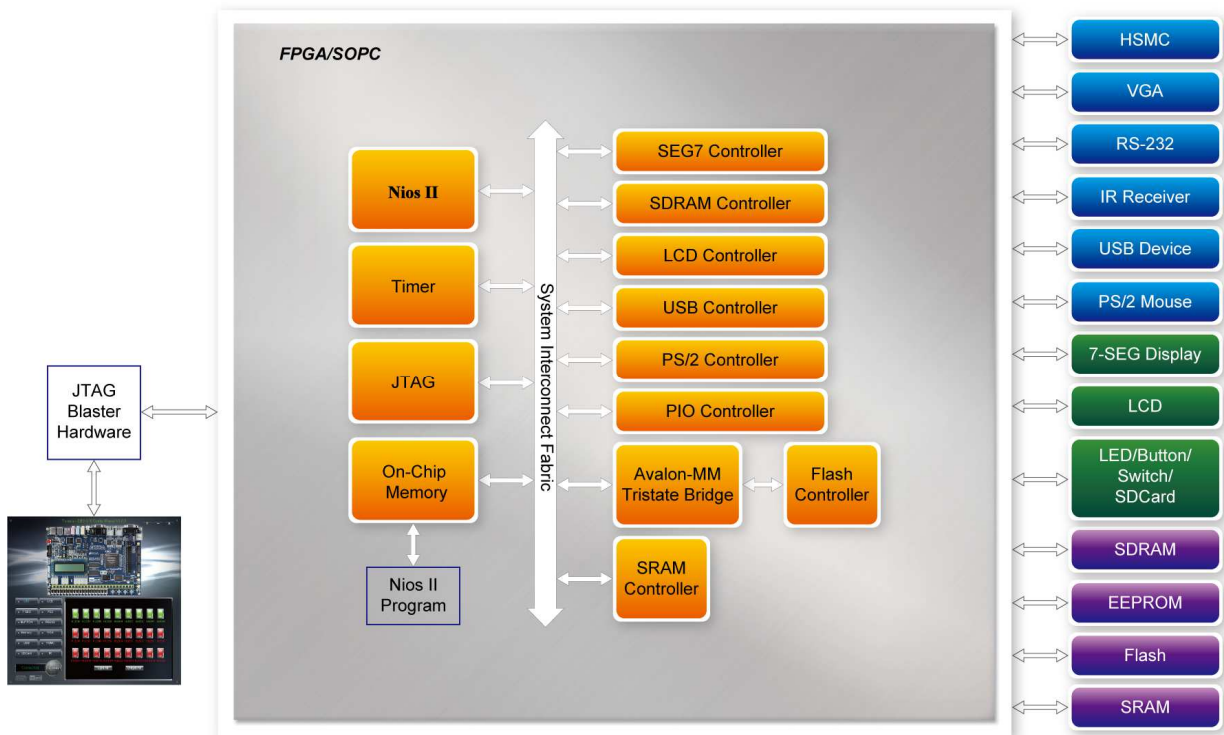 FPGA/SOPC
Nios II
Timer
JTAG
On-Chip
Memory
Nios II
Program
System Interconnect Fabric
SEG7 Controller
SDRAM Controller
LCD Controller
USB Controller
PS/2 Controller
PIO Controller
Avalon-MM
Tristate Bridge
Flash
Controller
SRAM
Controller
JTAG
Blaster
Hardware
HSMC
VGA
RS-232
IR Receiver
USB Device
PS/2 Mouse
7-SEG Display
LCD
LED/Button/
Switch/
SDCard
SDRAM
EEPROM
Flash
SRAM